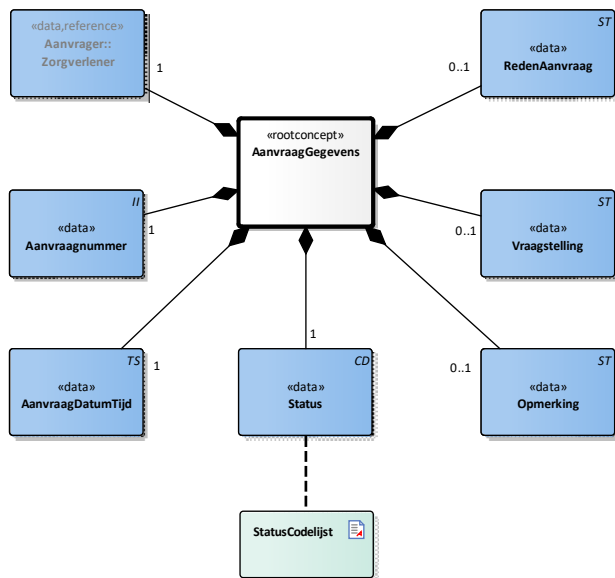 «data,reference»
Aanvrager::
Zorgverlener
1
ST
«data»
RedenAanvraag
0..1
«rootconcept»
AanvraagGegevens
II
«data»
Aanvraagnummer
1
ST
«data»
Vraagstelling
0..1
TS
«data»
AanvraagDatumTijd
1
CD
«data»
Status
1
ST
«data»
Opmerking
0..1
StatusCodelijst